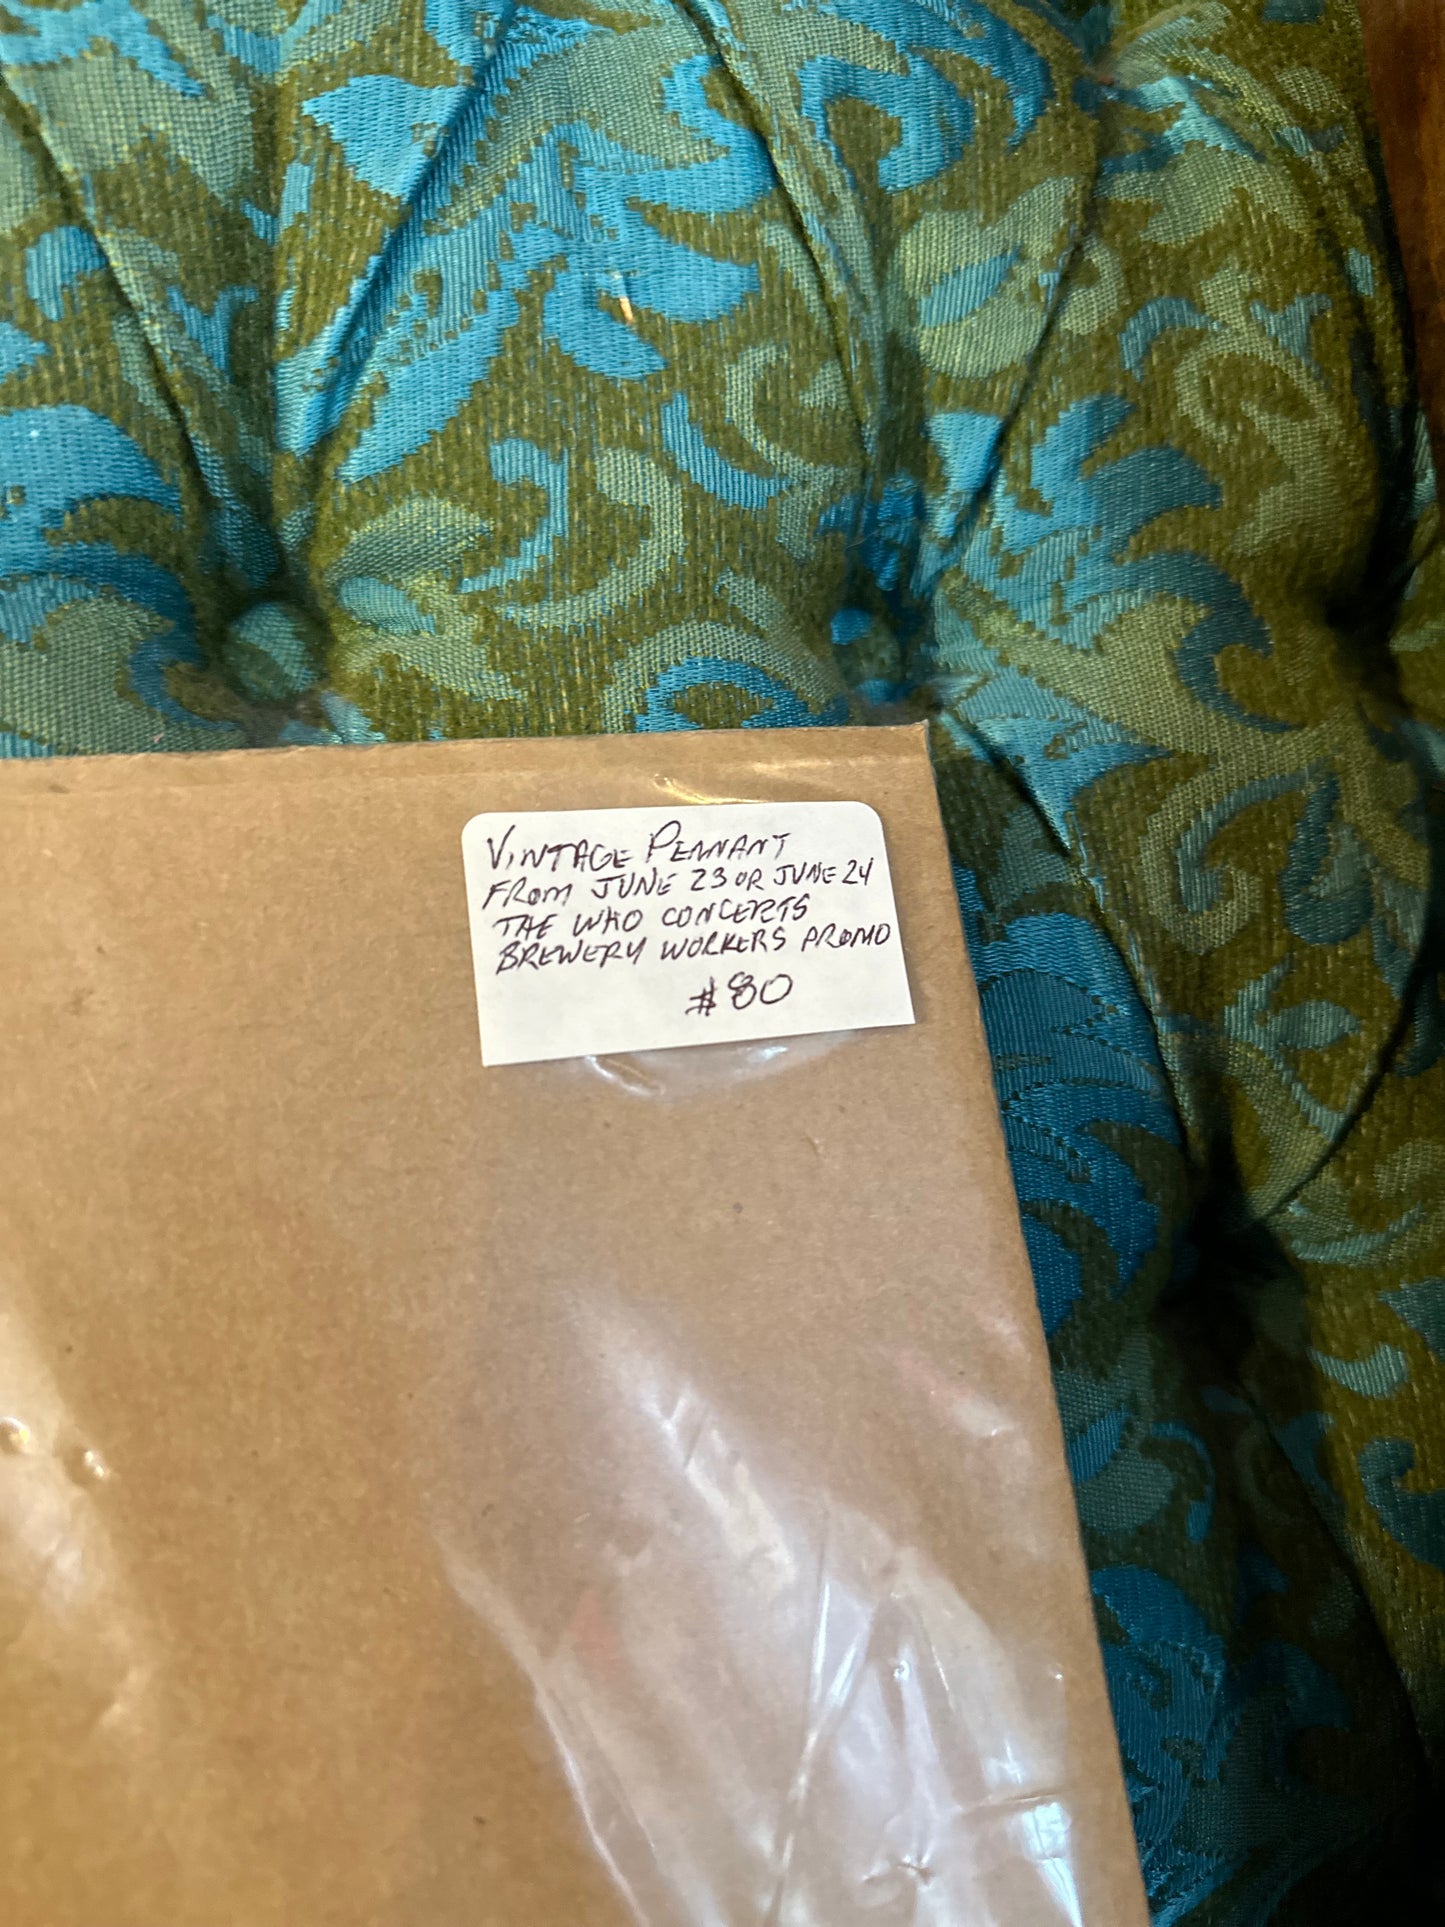 VINTAGE PENNANT
FROM JUNE 23 OR JUNE 24
THE WHO CONCERTS
BREWERY WORKERS PROMO
$80